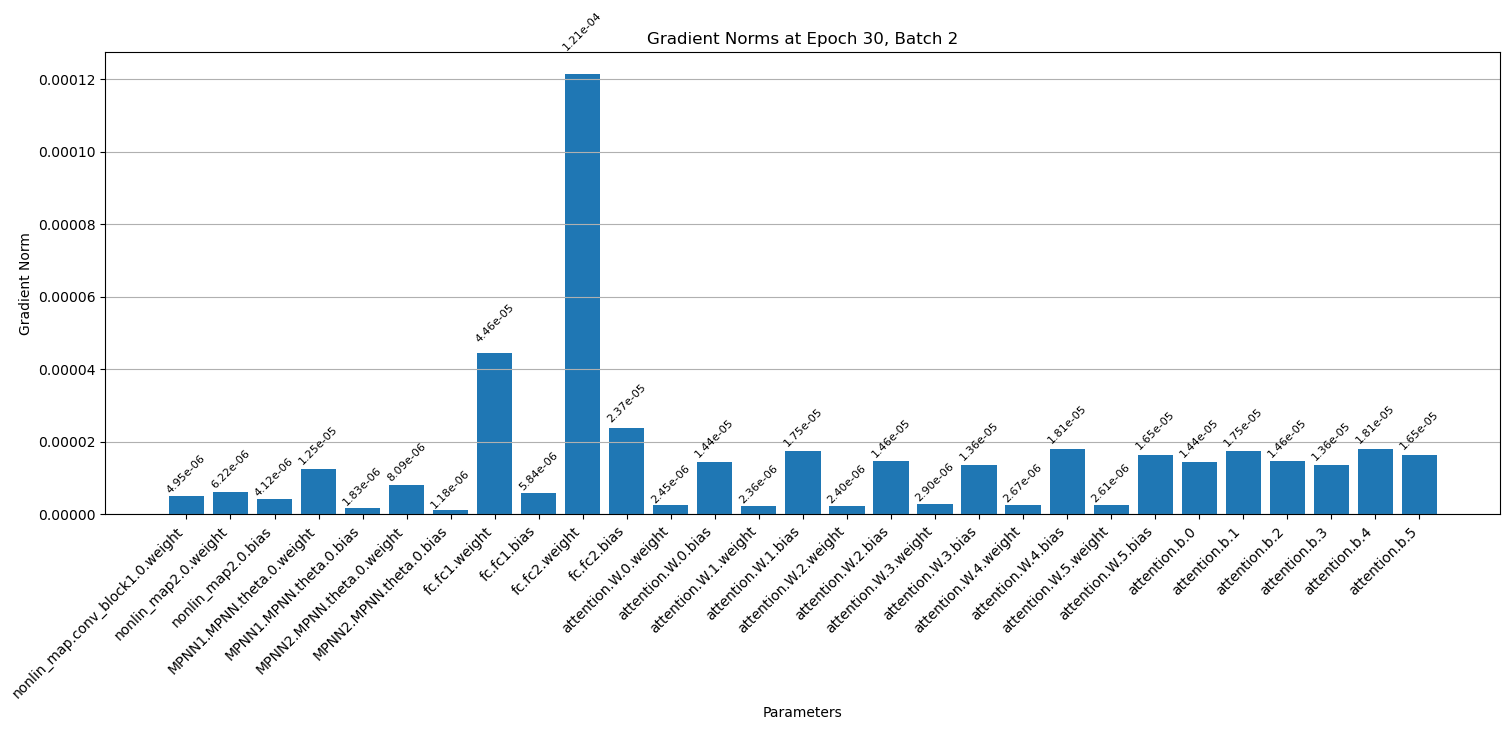 Gradient Norms at Epoch 30, Batch 2
Gradient Norm
0.00012
0.00010
0.00008
0.00006
0.00004
0.00002
0.00000
4.95e-06
6.22e-06
4.12e-06
1.25e-05
1.83e-06
8.09e-06
1.18e-06
4.46e-05
5.84e-06
1.21e-04
2.37e-05
2.45e-06
1.44e-05
2.36e-06
1.75e-05
2.40e-06
1.46e-05
2.90e-06
1.36e-05
2.67e-06
1.81e-05
2.61e-06
1.65e-05
1.44e-05
1.75e-05
1.46e-05
1.36e-05
1.81e-05
1.65e-05
nonlin_map.conv_block1.0.weight
nonlin_map2.0.weight
nonlin_map2.0.bias
MPNN1.MPNN.theta.0.weight
MPNN1.MPNN.theta.0.bias
MPNN2.MPNN.theta.0.weight
MPNN2.MPNN.theta.0.bias
fc.fc1.weight
fc.fc1.bias
fc.fc2.weight
fc.fc2.bias
attention.W.0.weight
attention.W.0.bias
attention.W.1.weight
attention.W.1.bias
attention.W.2.weight
attention.W.2.bias
attention.W.3.weight
attention.W.3.bias
attention.W.4.weight
attention.W.4.bias
attention.W.5.weight
attention.W.5.bias
attention.b.0
attention.b.1
attention.b.2
attention.b.3
attention.b.4
attention.b.5
Parameters